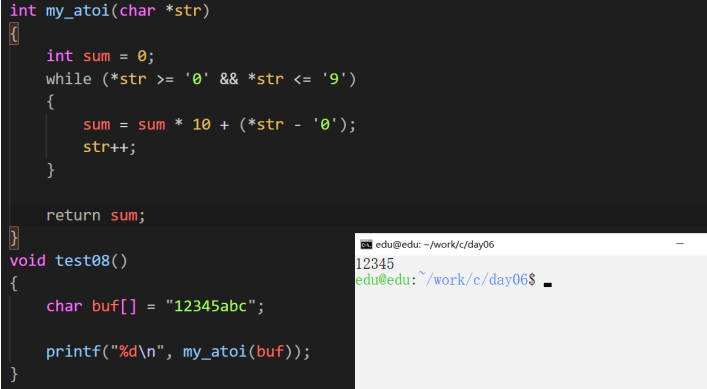 int my_atoi(char *str)
{
    int sum = 0;
    while (*str >= '0' && *str <= '9')
    {
        sum = sum * 10 + (*str - '0');
        str++;
    }
    return sum;
}
void test08()
{
    char buf[] = "12345abc";
    printf("%d\n", my_atoi(buf));
}
edu@edu: ~/work/c/day06
12345
edu@edu:~/work/c/day06$